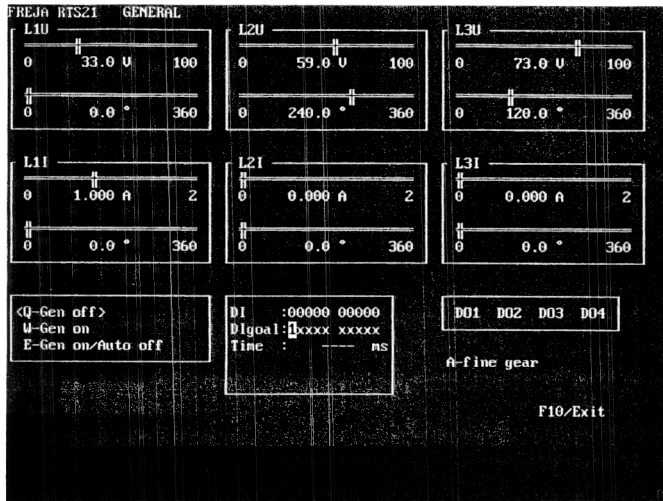 FREJA RTS21 GENERAL
L1U L2U L3U
0 33.0 V 100 0 59.0 V 100 0 73.0 V 100
0 0.0 ° 360 0 240.0 ° 360 0 120.0 ° 360
L1I L2I L3I
0 1.000 A 2 0 0.000 A 2 0 0.000 A 2
0 0.0 ° 360 0 0.0 ° 360 0 0.0 ° 360
<Q-Gen off>
W-Gen on
E-Gen on/Auto off
DI :00000 00000
DIgoal:1xxxx xxxxx
Time : ---- ms
DO1 DO2 DO3 DO4
A-fine gear
F10/Exit